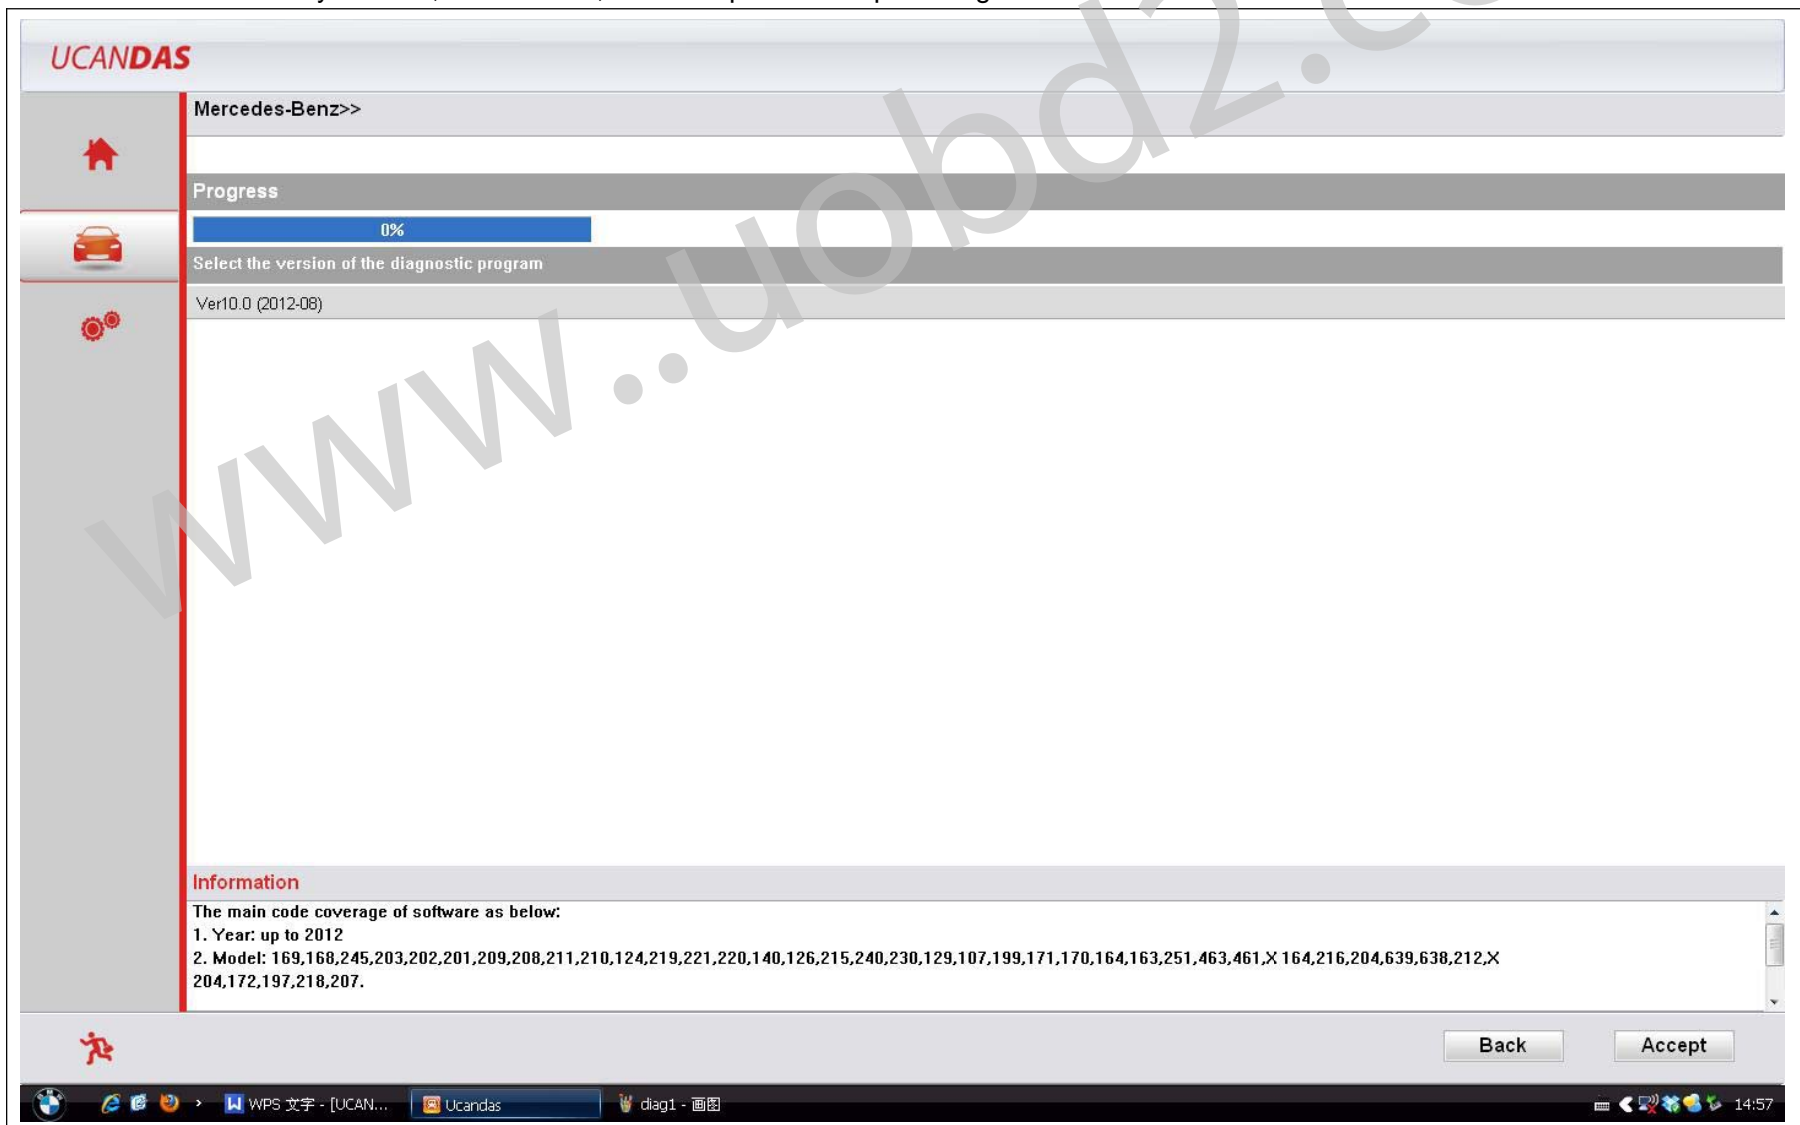 UCANDAS
Mercedes-Benz>>
Progress
0%
Select the version of the diagnostic program
Ver10.0 (2012-08)
www..uobd2.c
Information
The main code coverage of software as below:
1. Year: up to 2012
2. Model: 169,168,245,203,202,201,209,208,211,210,124,219,221,220,140,126,215,240,230,129,107,199,171,170,164,163,251,463,461,X 164,216,204,639,638,212,X
204,172,197,218,207.
Back Accept
WPS 文字 - [UCAN... Ucandas diag1 - 画图 14:57